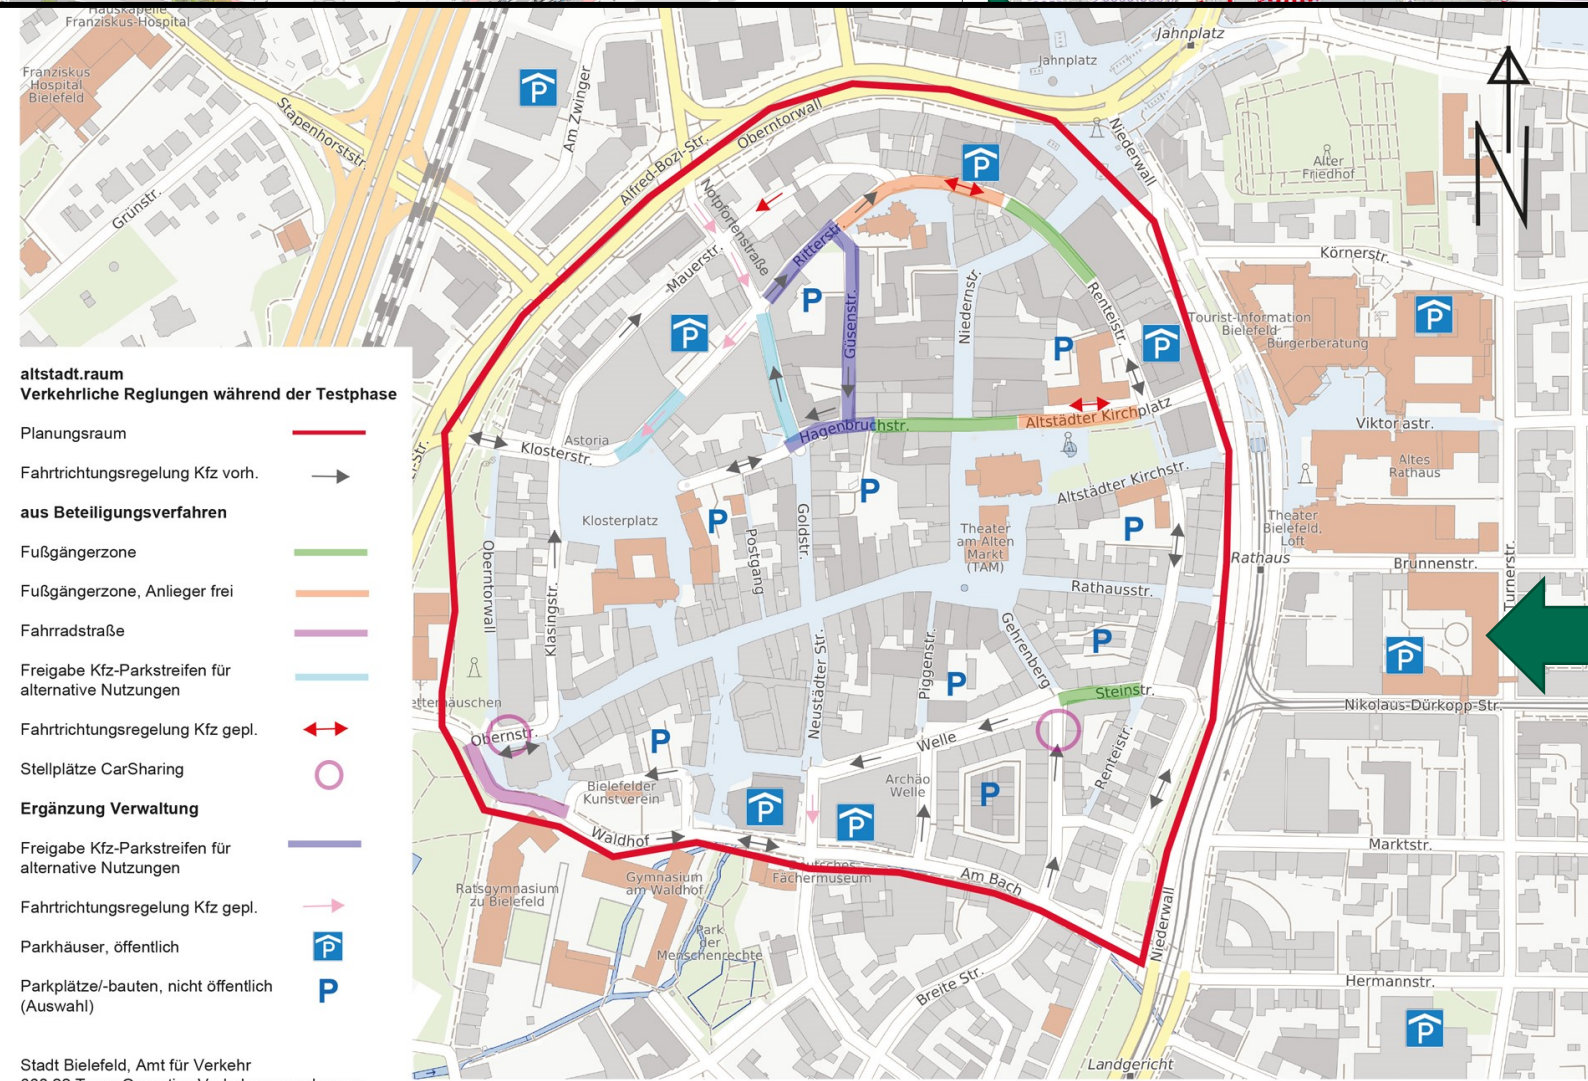 Hauskapelle
Franziskus-Hospital
Franziskus
Hospital
Bielefeld
Stapenhorststr.
Grünstr.
Am Zwinger
P
Alfred-Bozi-Str.
Oberntorwall
Jahnplatz
Jahnplatz
Niederwall
Alter
Friedhof
N
Körnerstr.
Notpfortenstraße
Mauerstr.
Ritterstr.
P
P
P
Güsenstr.
Niedernstr.
Renteistr.
P
P
Tourist-Information
Bielefeld
Bürgerberatung
P
altstadt.raum
Verkehrliche Reglungen während der Testphase
Planungsraum
Fahrtrichtungsregelung Kfz vorh.
aus Beteiligungsverfahren
Fußgängerzone
Fußgängerzone, Anlieger frei
Fahrradstraße
Freigabe Kfz-Parkstreifen für
alternative Nutzungen
Fahrtrichtungsregelung Kfz gepl.
Stellplätze CarSharing
Ergänzung Verwaltung
Freigabe Kfz-Parkstreifen für
alternative Nutzungen
Fahrtrichtungsregelung Kfz gepl.
Parkhäuser, öffentlich
P
Parkplätze/-bauten, nicht öffentlich
P
(Auswahl)
Stadt Bielefeld, Amt für Verkehr
Astoria
Klosterstr.
Hagenbruchstr.
Altstädter Kirchplatz
Viktor astr.
Altes
Rathaus
Altstädter Kirchstr.
P
P
P
Klosterplatz
Goldstr.
Postgang
Theater
am Alten
Markt
(TAM)
Theater
Bielefeld,
Loft
Rathaus
Brunnenstr.
Turnerstr.
Oberntorwall
Klasingstr.
Rathausstr.
Gehrenberg
P
P
Neustädter Str.
Piggenstr.
P
Steinstr.
Nikolaus-Dürkopp-Str.
Obernstr.
P
Welle
Renteistr.
Bielefelder
Kunstverein
Archäo
Welle
P
P
P
Waldhof
Marktstr.
Fächermuseum
Am Bach
Ratsgymnasium
zu Bielefeld
Gymnasium
am Waldhof
Park
der
Menschenrechte
Niederwall
Breite Str.
Hermannstr.
P
Landgericht